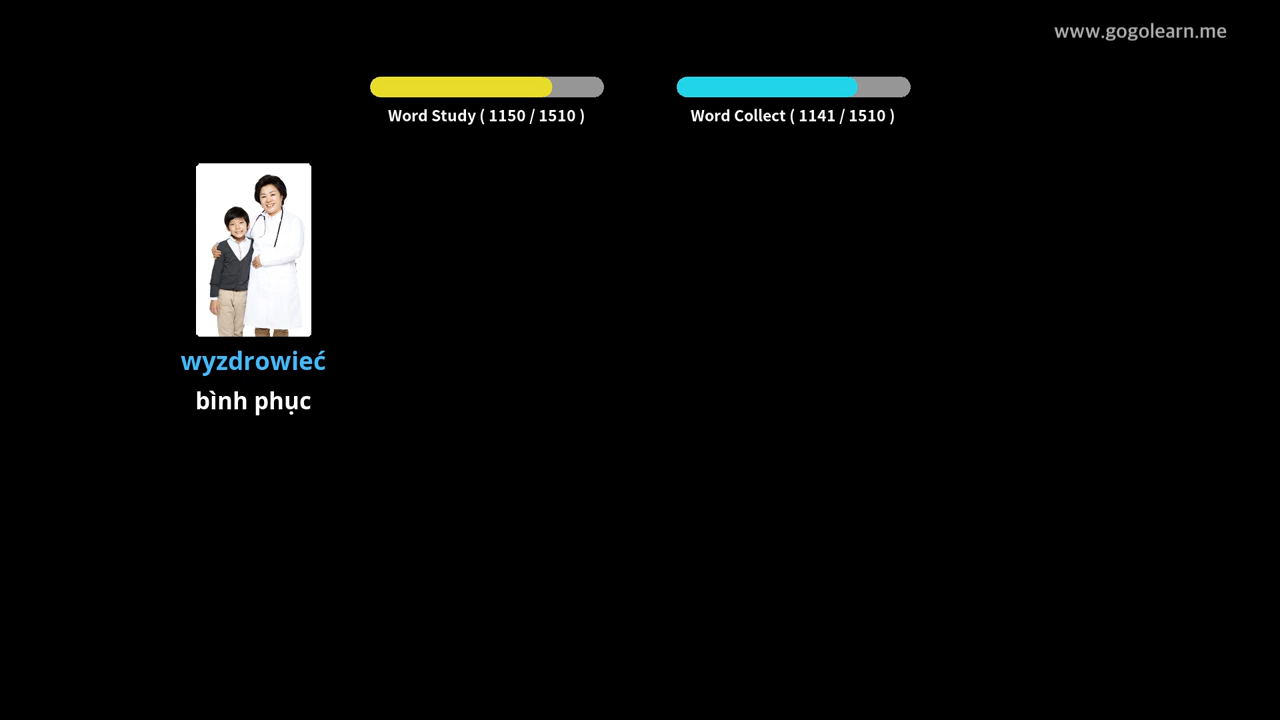 www.gogolearn.me
Word Study ( 1150 / 1510 )
Word Collect ( 1141 / 1510 )
wyzdrowieć
bình phục